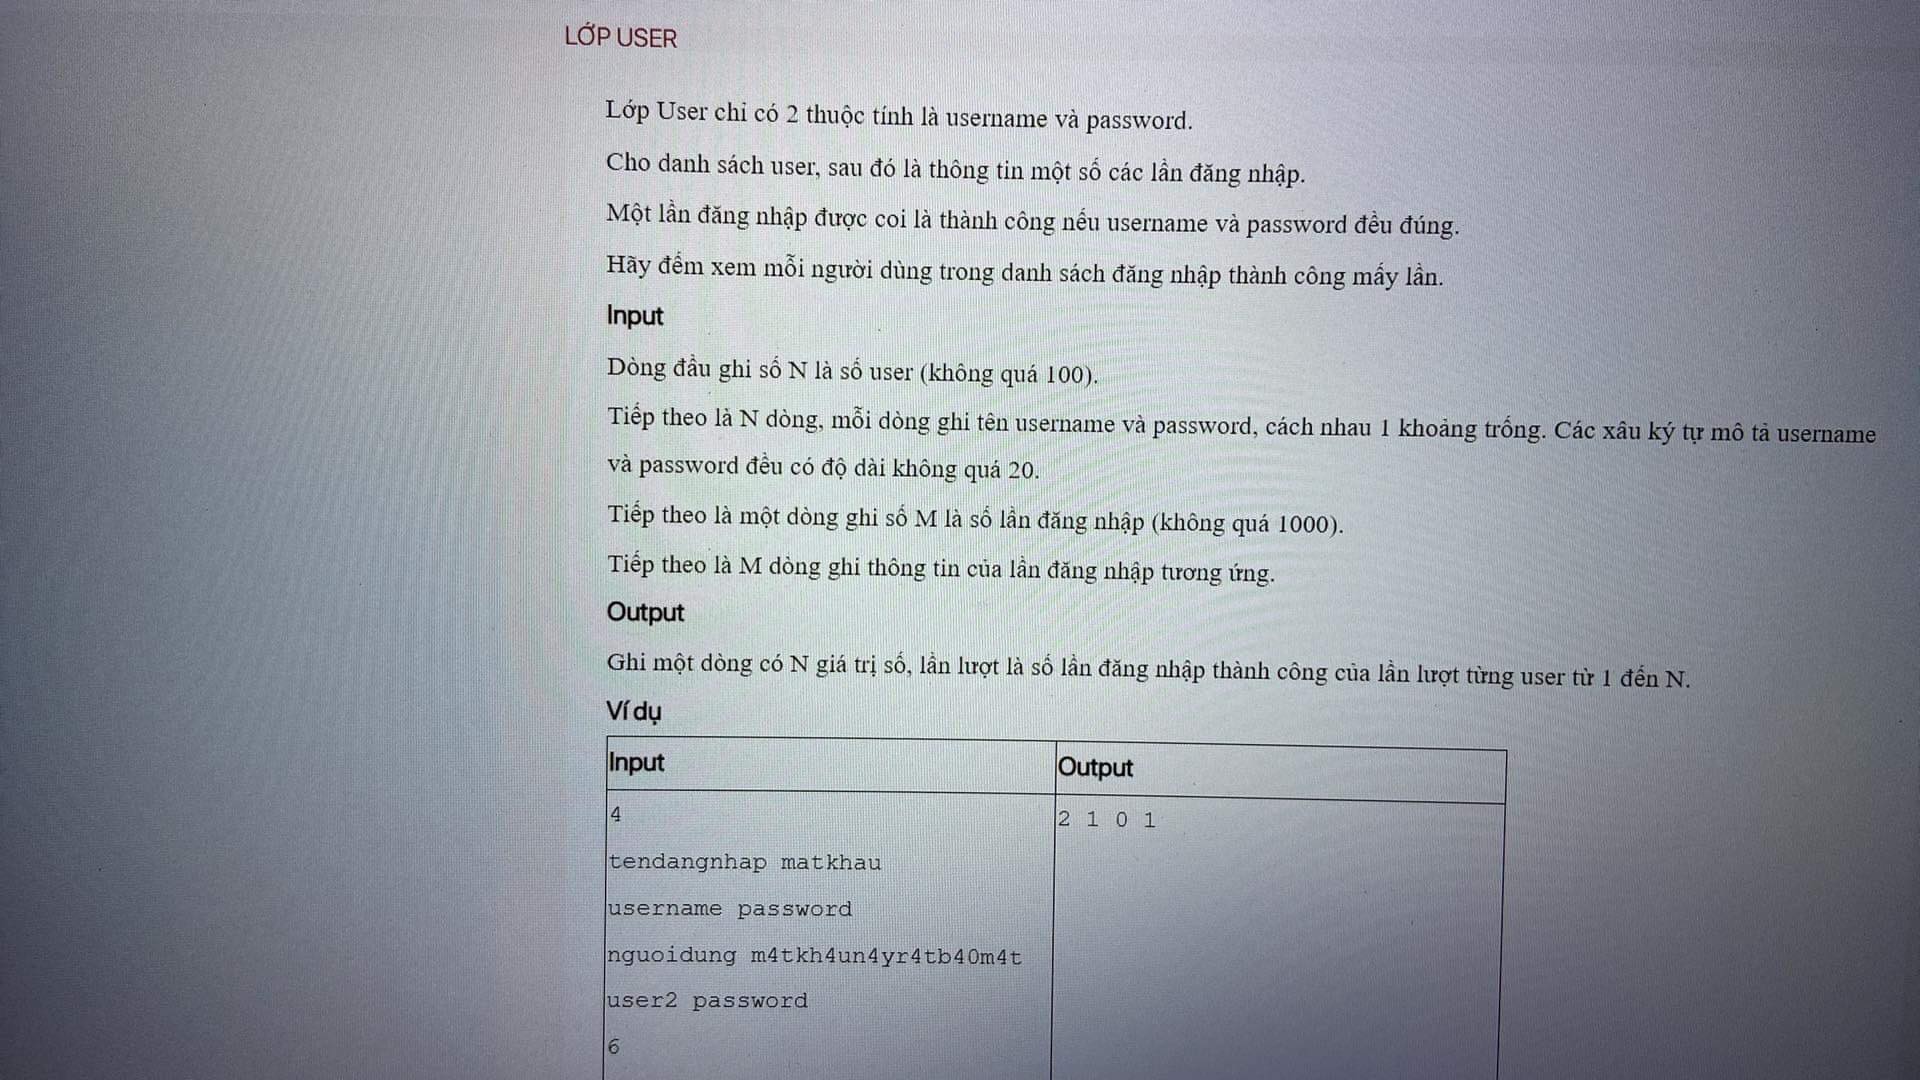 LỚP USER
Lớp User chỉ có 2 thuộc tính là username và password.
Cho danh sách user, sau đó là thông tin một số các lần đăng nhập.
Một lần đăng nhập được coi là thành công nếu username và password đều đúng.
Hãy đếm xem mỗi người dùng trong danh sách đăng nhập thành công mấy lần.
Input
Dòng đầu ghi số N là số user (không quá 100).
Tiếp theo là N dòng, mỗi dòng ghi tên username và password, cách nhau 1 khoảng trống. Các xâu ký tự mô tả username
và password đều có độ dài không quá 20.
Tiếp theo là một dòng ghi số M là số lần đăng nhập (không quá 1000).
Tiếp theo là M dòng ghi thông tin của lần đăng nhập tương ứng.
Output
Ghi một dòng có N giá trị số, lần lượt là số lần đăng nhập thành công của lần lượt từng user từ 1 đến N.
Ví dụ
Input Output
4 2 1 0 1
tendangnhap matkhau
username password
nguoidung m4tkh4un4yr4tb40m4t
user2 password
6